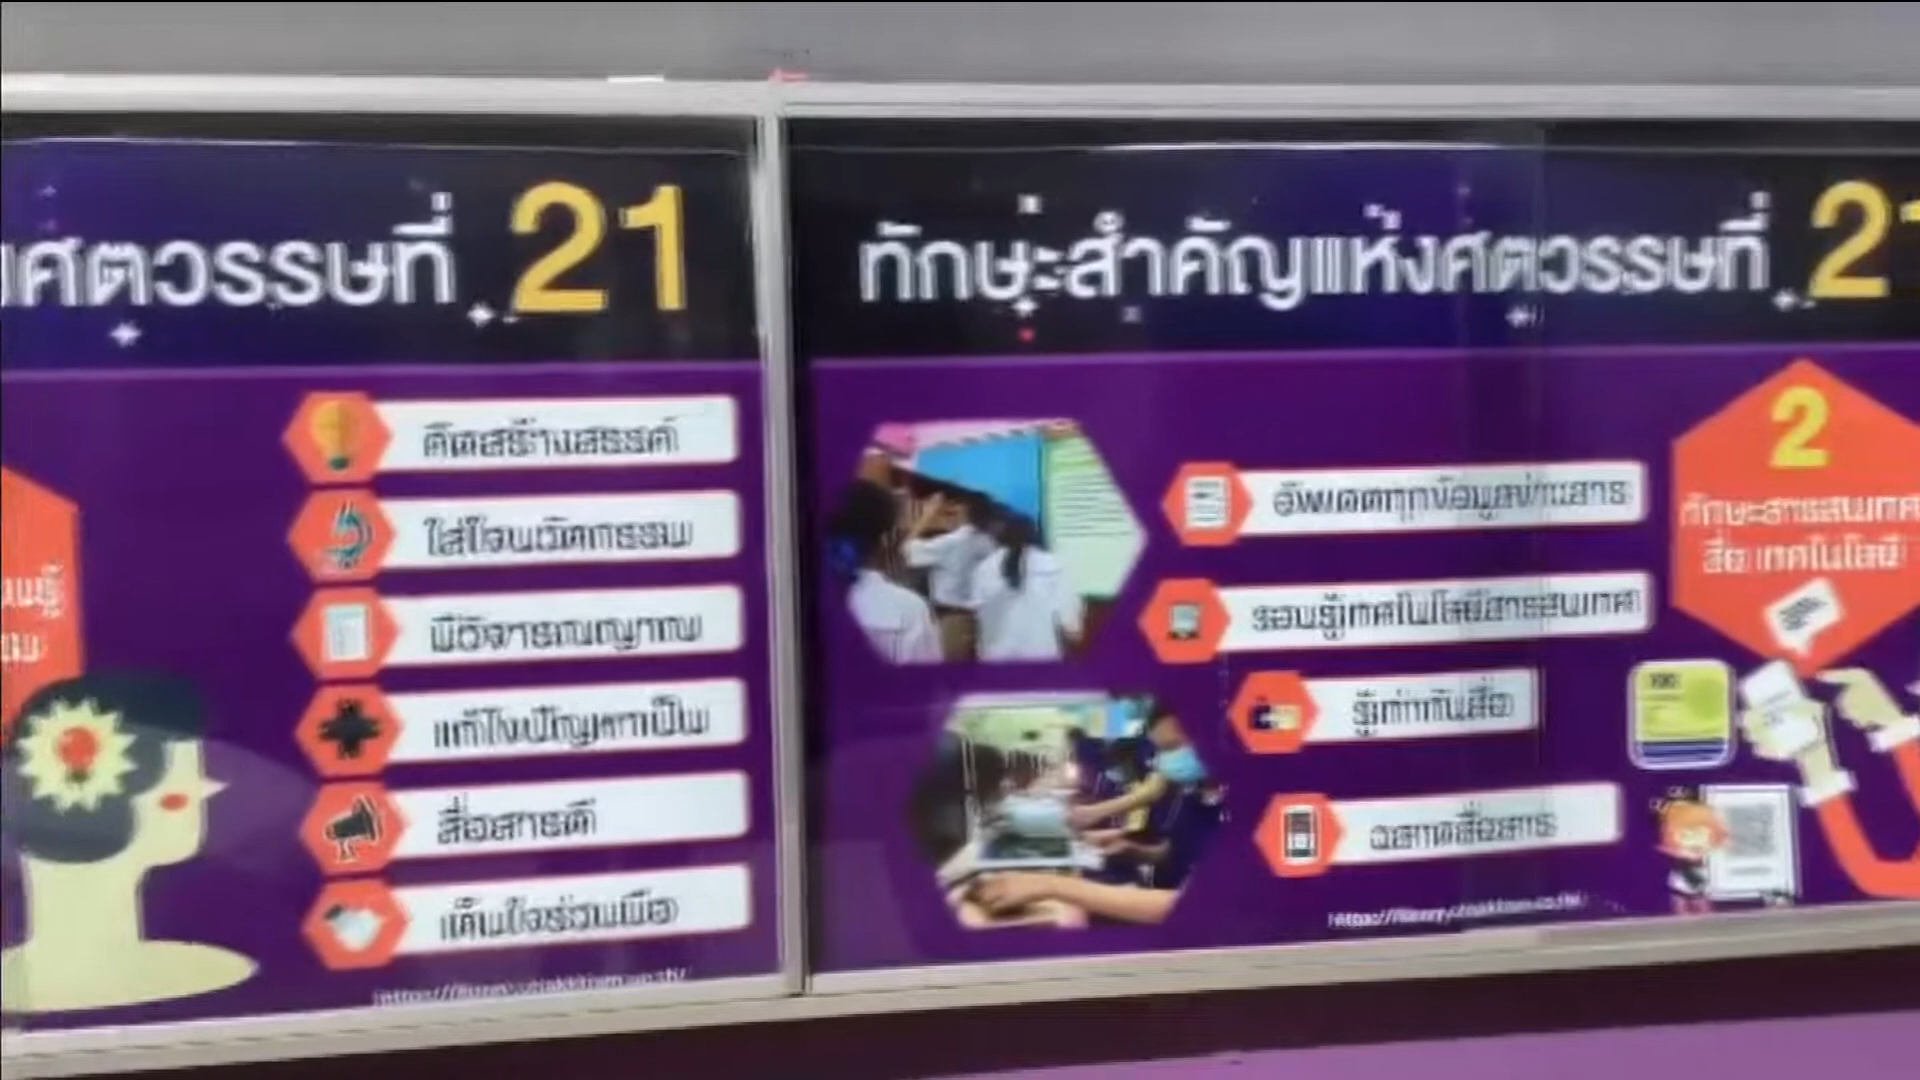 ศตวรรษที่ 21
คิดสร้างสรรค์
ใส่ใจนวัตกรรม
มีวิจารณญาณ
แก้ไขปัญหาเป็น
สื่อสารดี
เต็มใจร่วมมือ
ทักษะสำคัญแห่งศตวรรษที่ 21
2
ทักษะสารสนเทศ
สื่อ เทคโนโลยี
อัพเดตทุกข้อมูลข่าวสาร
รอบรู้เทคโนโลยีสารสนเทศ
รู้เท่าทันสื่อ
ฉลาดสื่อสาร